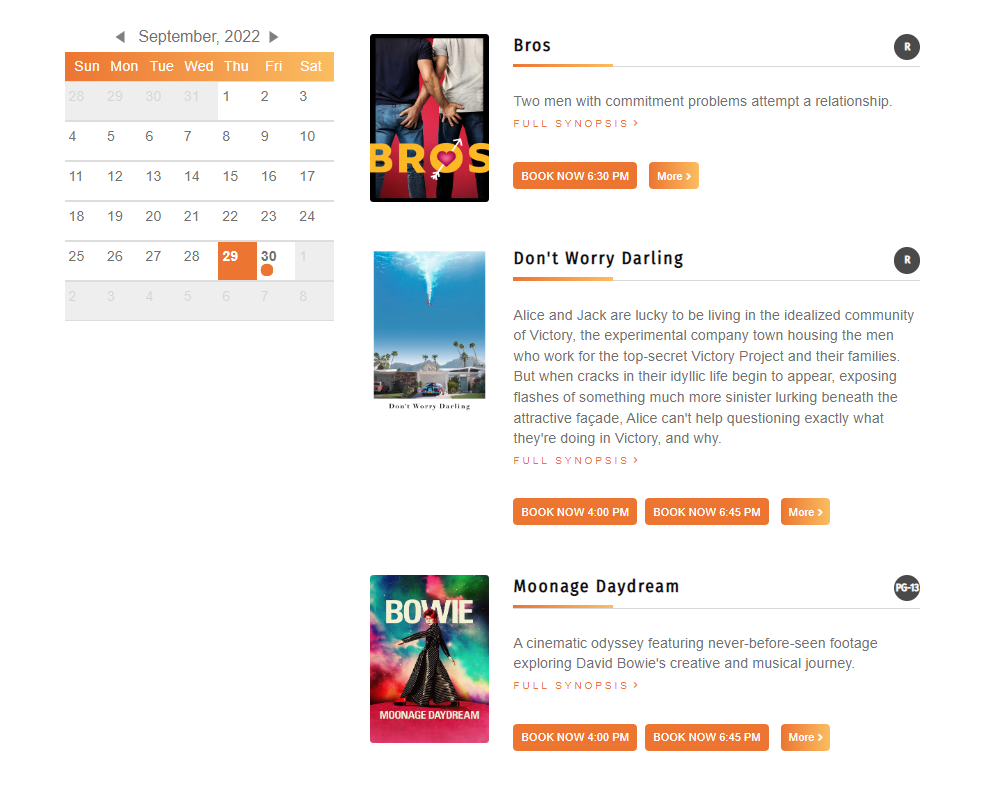 September, 2022
Sun Mon Tue Wed Thu Fri Sat
28 29 30 31 1 2 3
4 5 6 7 8 9 10
11 12 13 14 15 16 17
18 19 20 21 22 23 24
25 26 27 28 29 30 1
2 3 4 5 6 7 8
BROS
Bros
R
Two men with commitment problems attempt a relationship.
FULL SYNOPSIS >
BOOK NOW 6:30 PM More >
Don't Worry Darling
Don't Worry Darling
R
Alice and Jack are lucky to be living in the idealized community
of Victory, the experimental company town housing the men
who work for the top-secret Victory Project and their families.
But when cracks in their idyllic life begin to appear, exposing
flashes of something much more sinister lurking beneath the
attractive façade, Alice can't help questioning exactly what
they're doing in Victory, and why.
FULL SYNOPSIS >
BOOK NOW 4:00 PM BOOK NOW 6:45 PM More >
BOWIE
MOONAGE DAYDREAM
Moonage Daydream
PG-13
A cinematic odyssey featuring never-before-seen footage
exploring David Bowie's creative and musical journey.
FULL SYNOPSIS >
BOOK NOW 4:00 PM BOOK NOW 6:45 PM More >